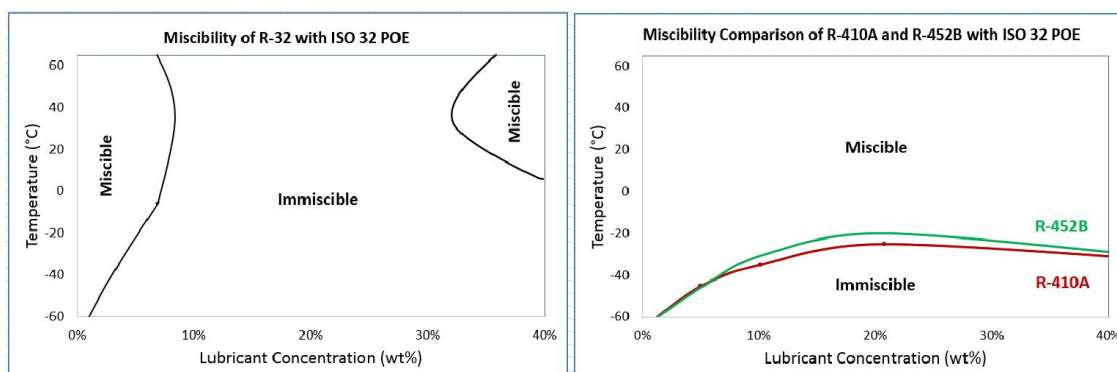 Miscibility of R-32 with ISO 32 POE
Temperature (°C)
60
40
20
0
-20
-40
-60
Miscible
Immiscible
Miscible
0%
10%
20%
30%
40%
Lubricant Concentration (wt%)
Miscibility Comparison of R-410A and R-452B with ISO 32 POE
Temperature (°C)
60
40
20
0
-20
-40
-60
Miscible
R-452B
Immiscible
R-410A
0%
10%
20%
30%
40%
Lubricant Concentration (wt%)